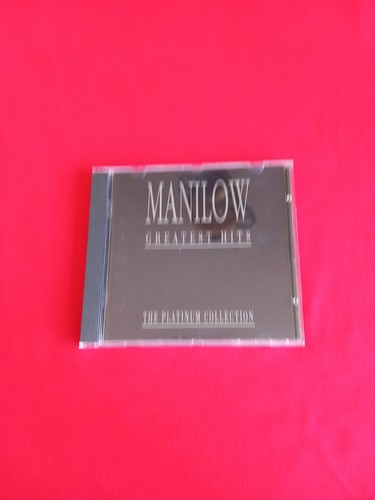 MANILOW
GREATEST HITS
THE PLATINUM COLLECTION